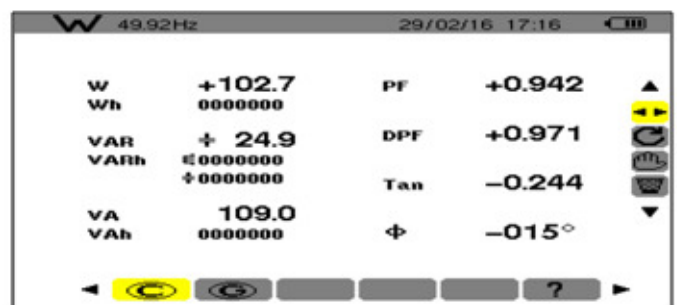 W 49.92Hz 29/02/16 17:16
W +102.7 PF +0.942
Wh 0000000
VAR ÷ 24.9 DPF +0.971
VARh 0000000
÷0000000
Tan −0.244
VA 109.0
VAh 0000000 Φ −015°
C G ?